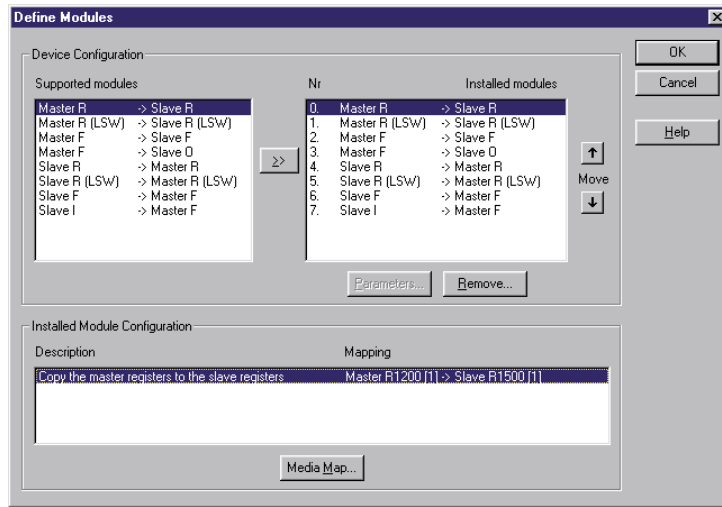 Define Modules
Device Configuration
OK
Cancel
Help
Supported modules
Nr Installed modules
Master R -> Slave R
Master R (LSW) -> Slave R (LSW)
Master F -> Slave F
Master F -> Slave O
Slave R -> Master R
Slave R (LSW) -> Master R (LSW)
Slave F -> Master F
Slave I -> Master F
>>
0. Master R -> Slave R
1. Master R (LSW) -> Slave R (LSW)
2. Master F -> Slave F
3. Master F -> Slave O
4. Slave R -> Master R
5. Slave R (LSW) -> Master R (LSW)
6. Slave F -> Master F
7. Slave I -> Master F
Move
Parameters... Remove...
Installed Module Configuration
Description Mapping
Copy the master registers to the slave registers Master R1200 [1] -> Slave R1500 [1]
Media Map...